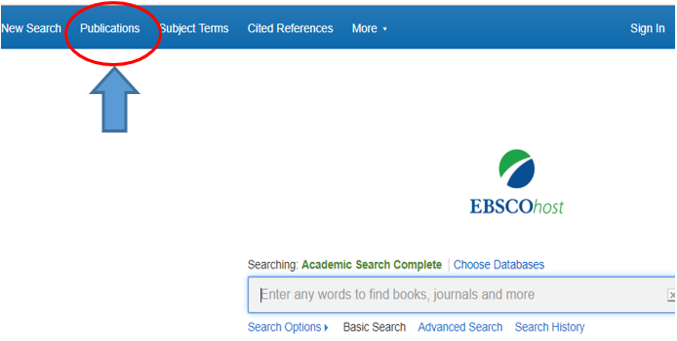 New Search Publications Subject Terms Cited References More Sign In
EBSCOhost
Searching: Academic Search Complete Choose Databases
Enter any words to find books, journals and more
Search Options Basic Search Advanced Search Search History